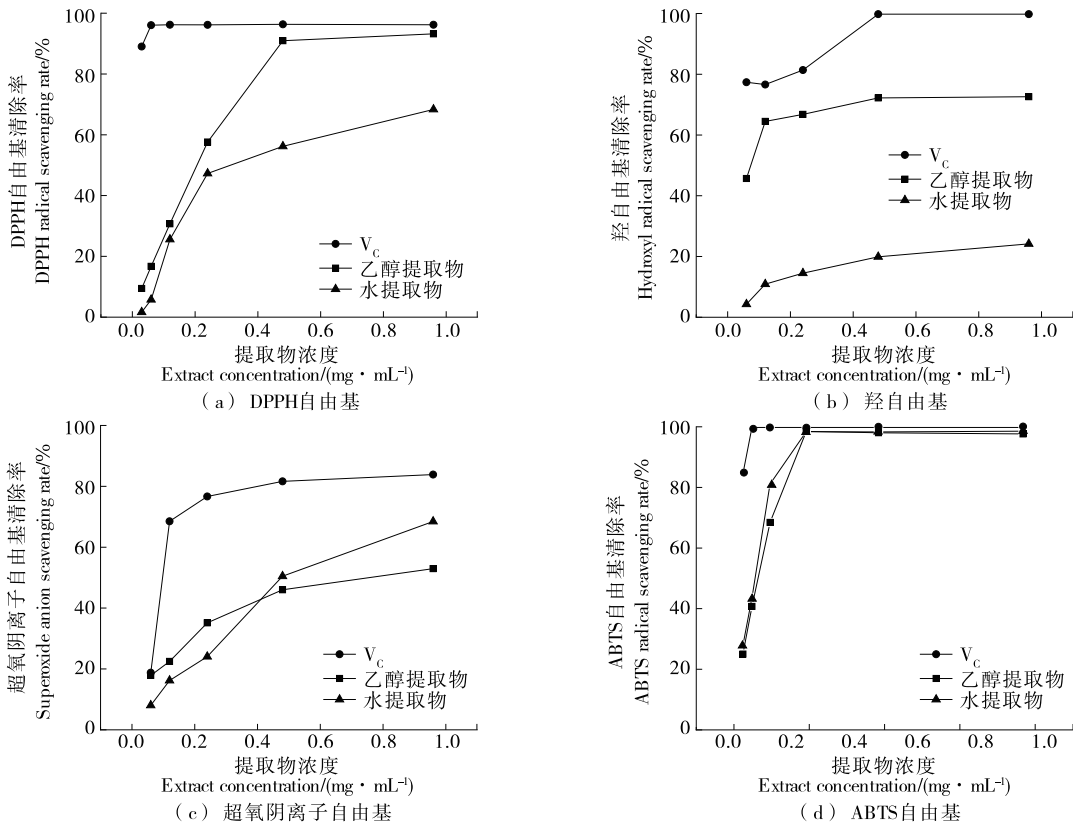 100
80
60
40
20
0
DPPH自由基清除率
DPPH radical scavenging rate/%
V_C
乙醇提取物
水提取物
0.0 0.2 0.4 0.6 0.8 1.0
提取物浓度
Extract concentration/(mg·mL⁻¹)
(a) DPPH自由基
100
80
60
40
20
0
羟自由基清除率
Hydroxyl radical scavenging rate/%
V_C
乙醇提取物
水提取物
0.0 0.2 0.4 0.6 0.8 1.0
提取物浓度
Extract concentration/(mg·mL⁻¹)
(b) 羟自由基
100
80
60
40
20
0
超氧阴离子自由基清除率
Superoxide anion scavenging rate/%
V_C
乙醇提取物
水提取物
0.0 0.2 0.4 0.6 0.8 1.0
提取物浓度
Extract concentration/(mg·mL⁻¹)
(c) 超氧阴离子自由基
100
80
60
40
20
0
ABTS自由基清除率
ABTS radical scavenging rate/%
V_C
乙醇提取物
水提取物
0.0 0.2 0.4 0.6 0.8 1.0
提取物浓度
Extract concentration/(mg·mL⁻¹)
(d) ABTS自由基